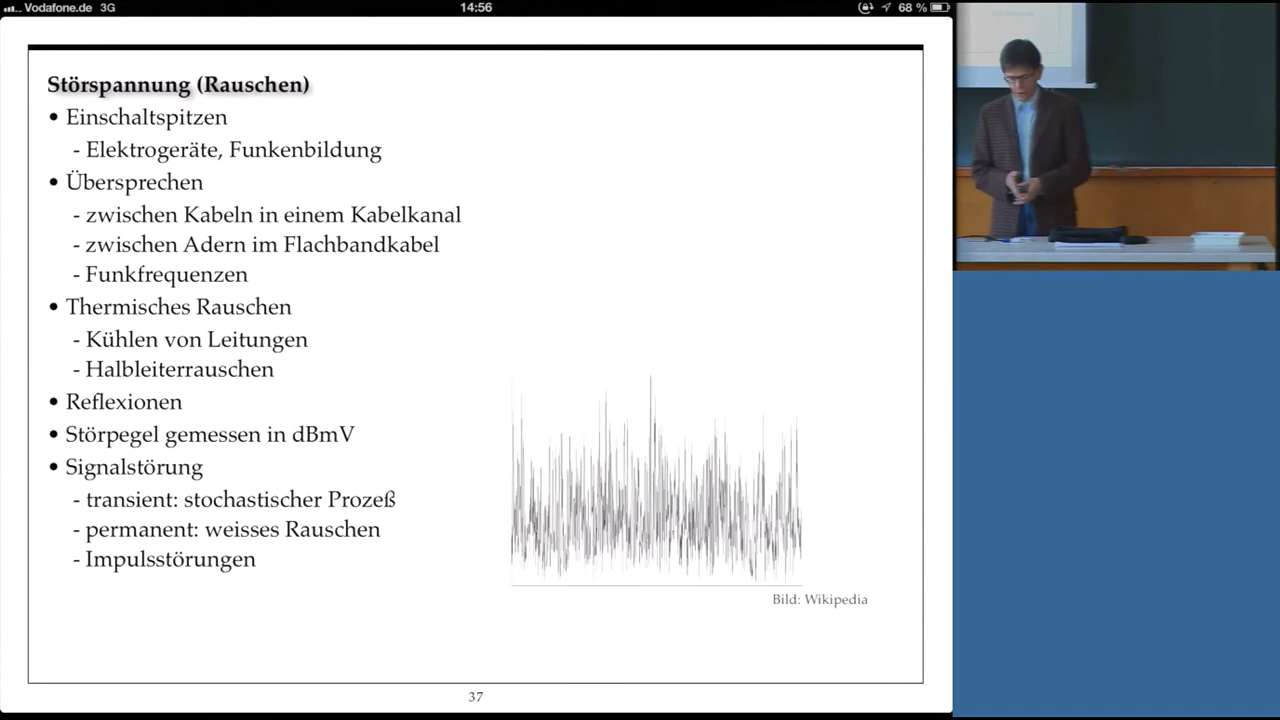 Vodafone.de 3G 14:56 68 %
Störspannung (Rauschen)
• Einschaltspitzen
- Elektrogeräte, Funkenbildung
• Übersprechen
- zwischen Kabeln in einem Kabelkanal
- zwischen Adern im Flachbandkabel
- Funkfrequenzen
• Thermisches Rauschen
- Kühlen von Leitungen
- Halbleiterrauschen
• Reflexionen
• Störpegel gemessen in dBmV
• Signalstörung
- transient: stochastischer Prozeß
- permanent: weisses Rauschen
- Impulsstörungen
Bild: Wikipedia
37